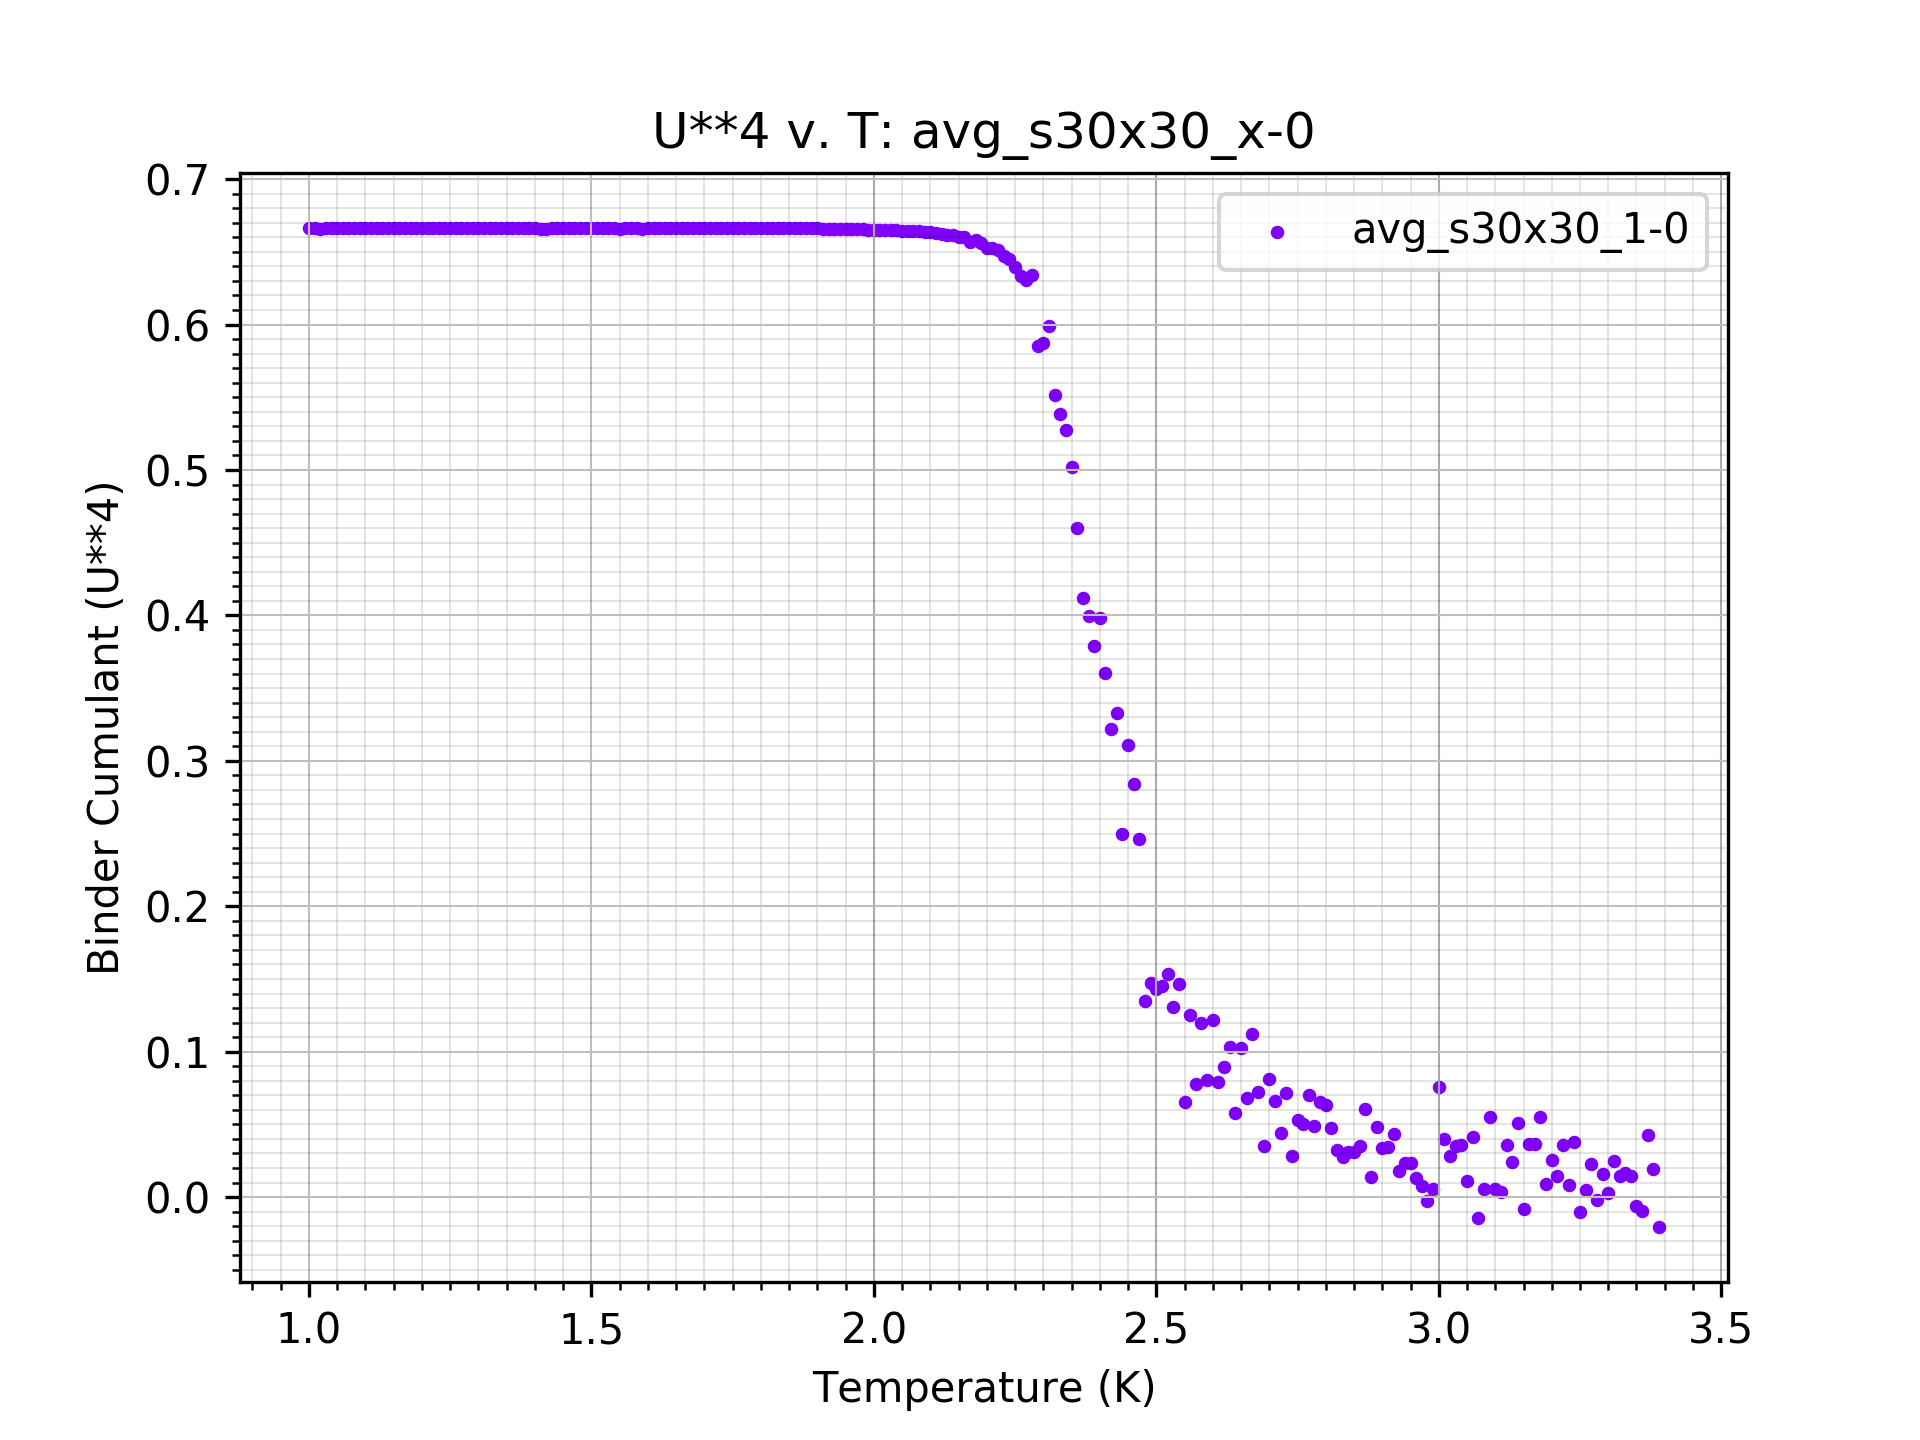 U**4 v. T: avg_s30x30_x-0
avg_s30x30_1-0
Binder Cumulant (U**4)
0.7
0.6
0.5
0.4
0.3
0.2
0.1
0.0
1.0 1.5 2.0 2.5 3.0 3.5
Temperature (K)